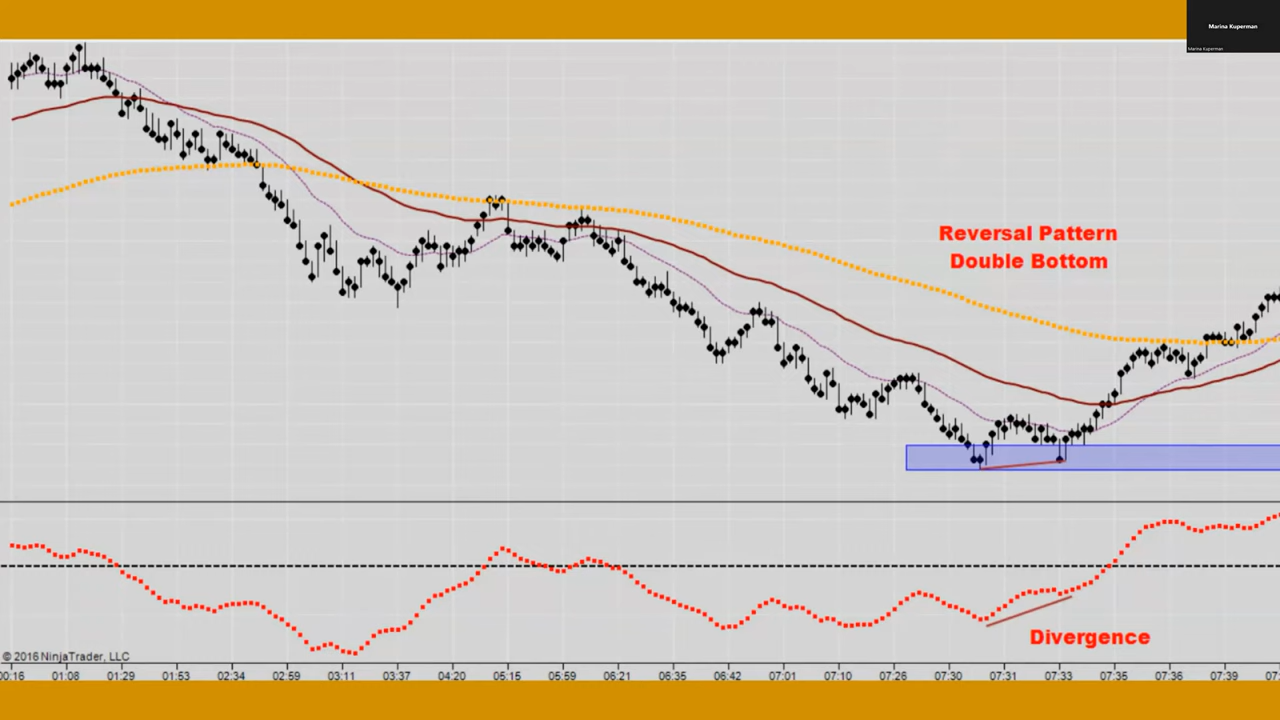 Marina Kuperman
Marina Kuperman
Reversal Pattern
Double Bottom
Divergence
© 2016 NinjaTrader, LLC
00:16 01:08 01:29 01:53 02:34 02:59 03:11 03:37 04:20 05:15 05:59 06:21 06:35 06:42 07:01 07:10 07:26 07:30 07:31 07:33 07:35 07:36 07:39